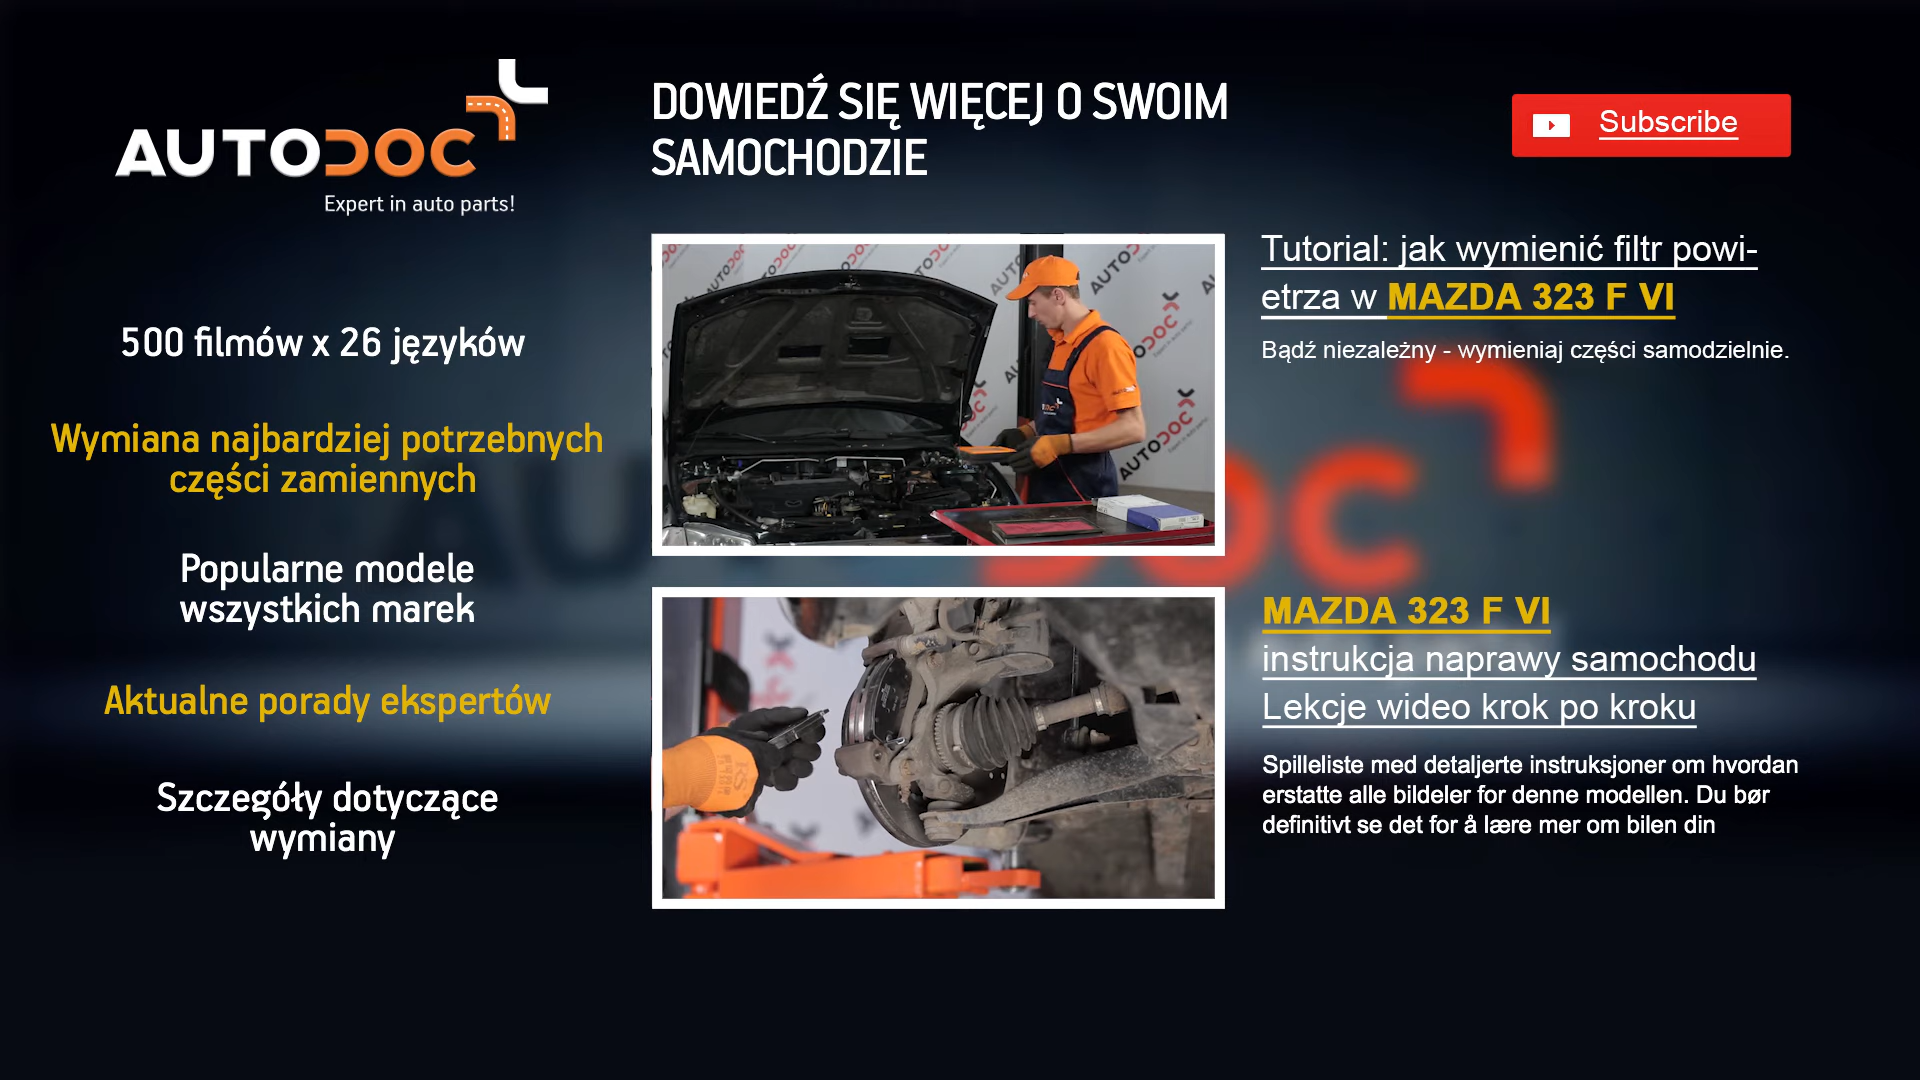 AUTODOC
Expert in auto parts!
500 filmów x 26 języków
Wymiana najbardziej potrzebnych
części zamiennych
Popularne modele
wszystkich marek
Aktualne porady ekspertów
Szczegóły dotyczące
wymiany
DOWIEDŹ SIĘ WIĘCEJ O SWOIM
SAMOCHODZIE
Subscribe
Tutorial: jak wymienić filtr powi-
etrza w MAZDA 323 F VI
Bądź niezależny - wymieniaj części samodzielnie.
MAZDA 323 F VI
instrukcja naprawy samochodu
Lekcje wideo krok po kroku
Spilleliste med detaljerte instruksjoner om hvordan
erstatte alle bildeler for denne modellen. Du bør
definitivt se det for å lære mer om bilen din